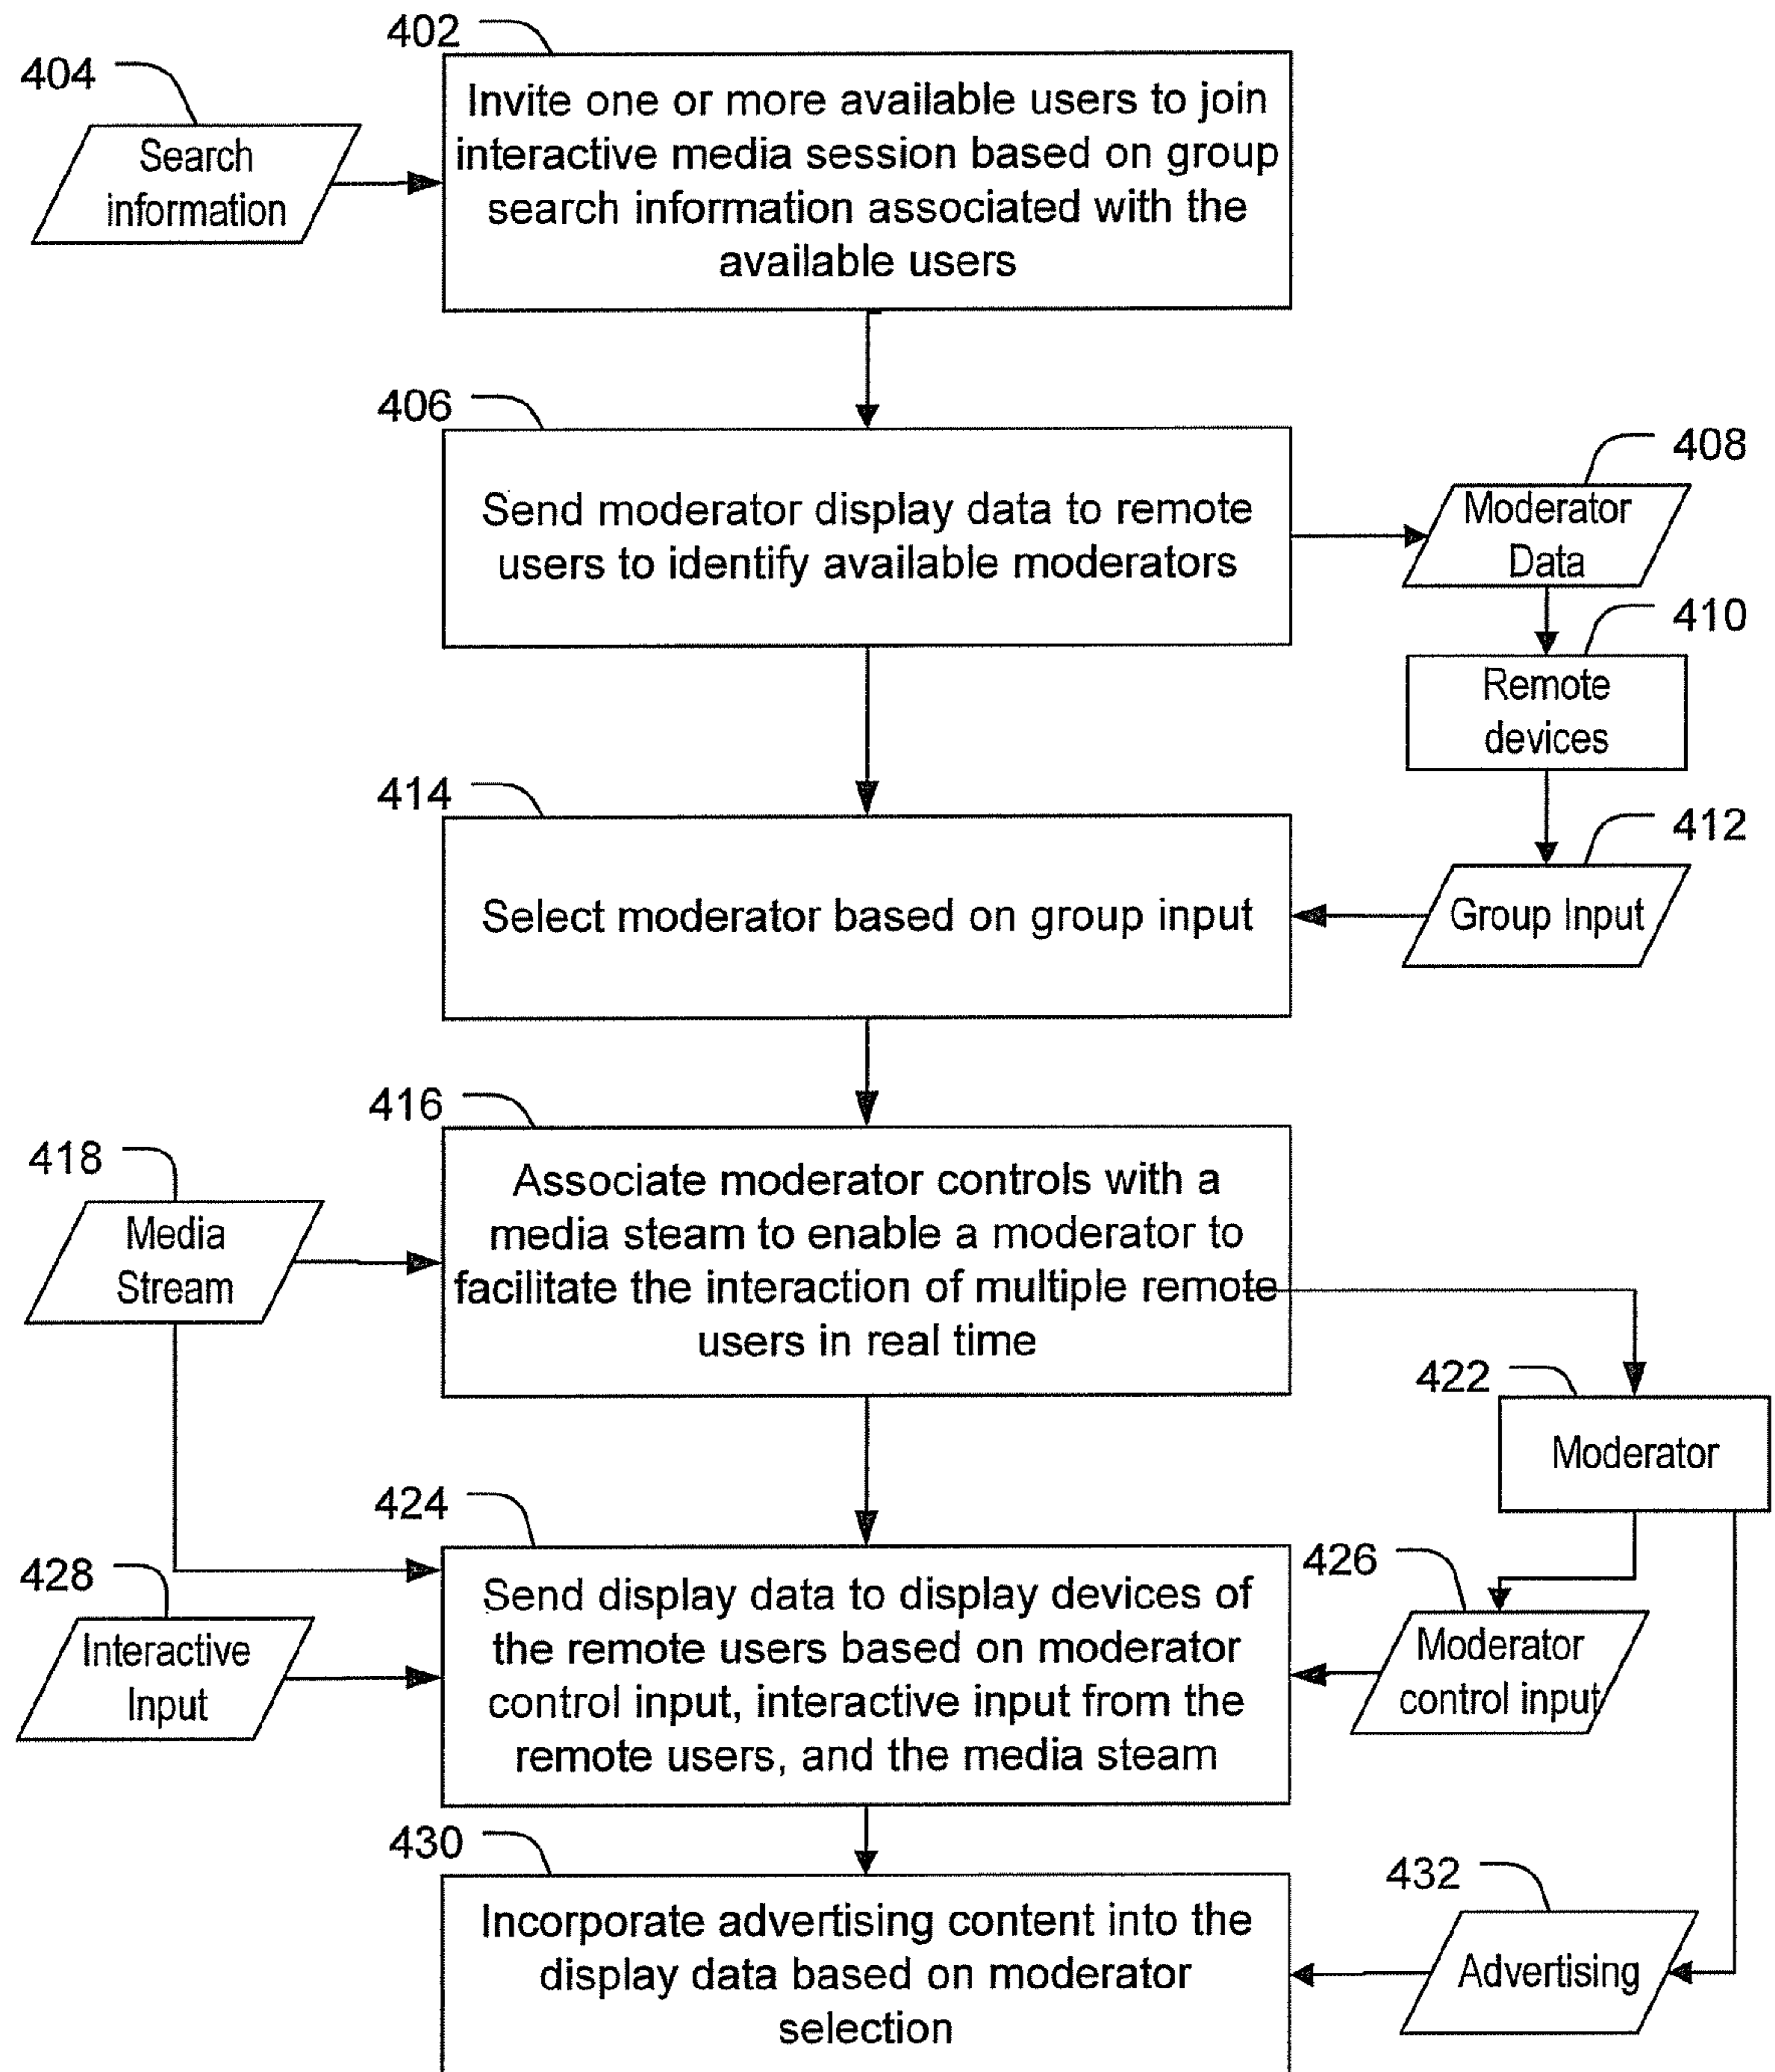 402
404
Search
information
Invite one or more available users to join
interactive media session based on group
search information associated with the
available users
406
408
Send moderator display data to remote
users to identify available moderators
Moderator
Data
410
Remote
devices
414
412
Select moderator based on group input
Group Input
416
418
Media
Stream
Associate moderator controls with a
media steam to enable a moderator to
facilitate the interaction of multiple remote
users in real time
422
Moderator
424
428
426
Interactive
Input
Send display data to display devices of
the remote users based on moderator
control input, interactive input from the
remote users, and the media steam
Moderator
control input
430
432
Incorporate advertising content into the
display data based on moderator
selection
Advertising